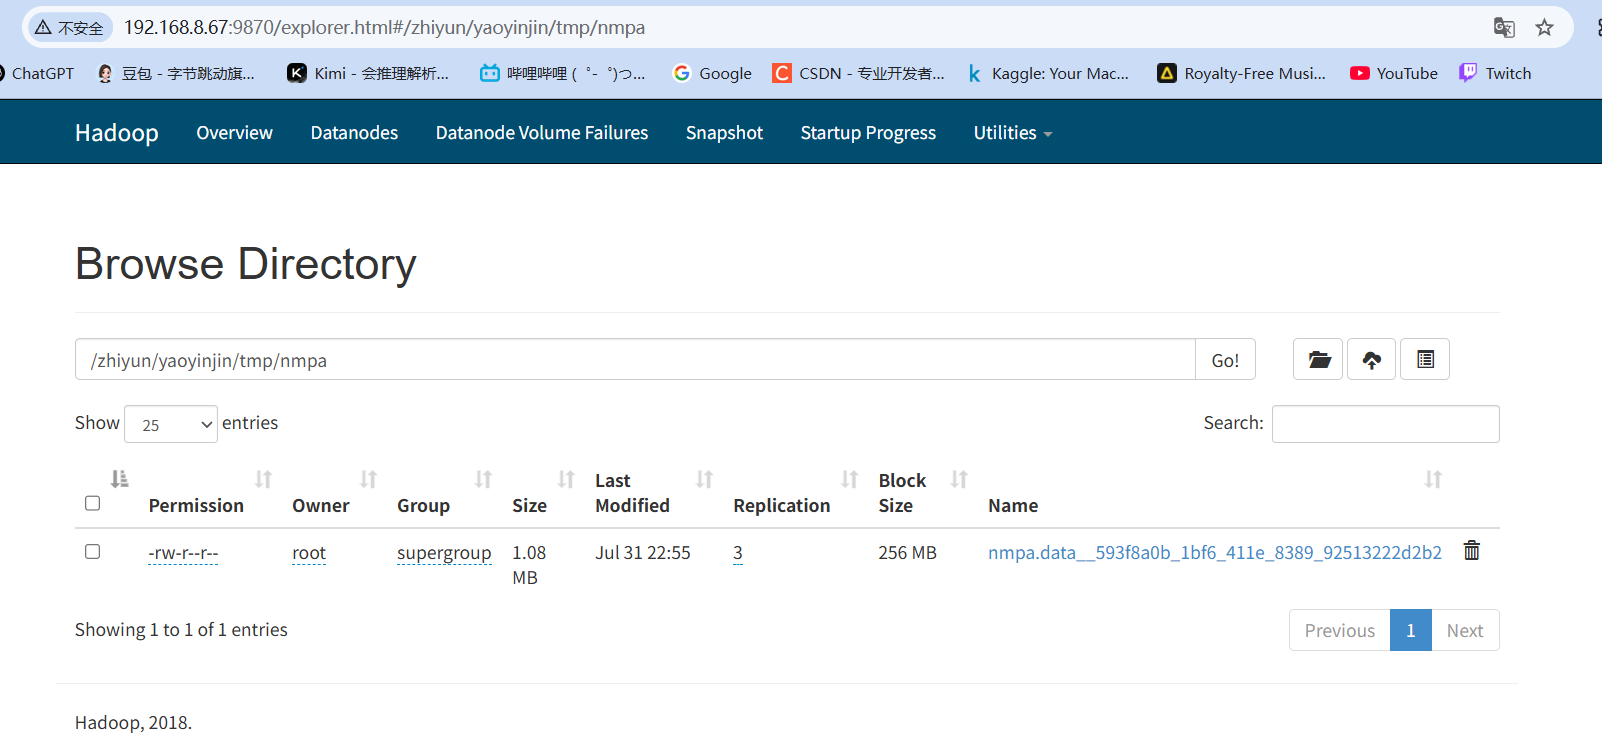 不安全 192.168.8.67:9870/explorer.html#/zhiyun/yaoyinjin/tmp/nmpa
ChatGPT 豆包 - 字节跳动旗... Kimi - 会推理解析... 哔哩哔哩 (゜-゜)つ... Google CSDN - 专业开发者... Kaggle: Your Mac... Royalty-Free Musi... YouTube Twitch
Hadoop Overview Datanodes Datanode Volume Failures Snapshot Startup Progress Utilities
Browse Directory
/zhiyun/yaoyinjin/tmp/nmpa Go!
Show 25 entries Search:
Permission Owner Group Size Last Modified Replication Block Size Name
-rw-r--r-- root supergroup 1.08 MB Jul 31 22:55 3 256 MB nmpa.data__593f8a0b_1bf6_411e_8389_92513222d2b2
Showing 1 to 1 of 1 entries Previous 1 Next
Hadoop, 2018.